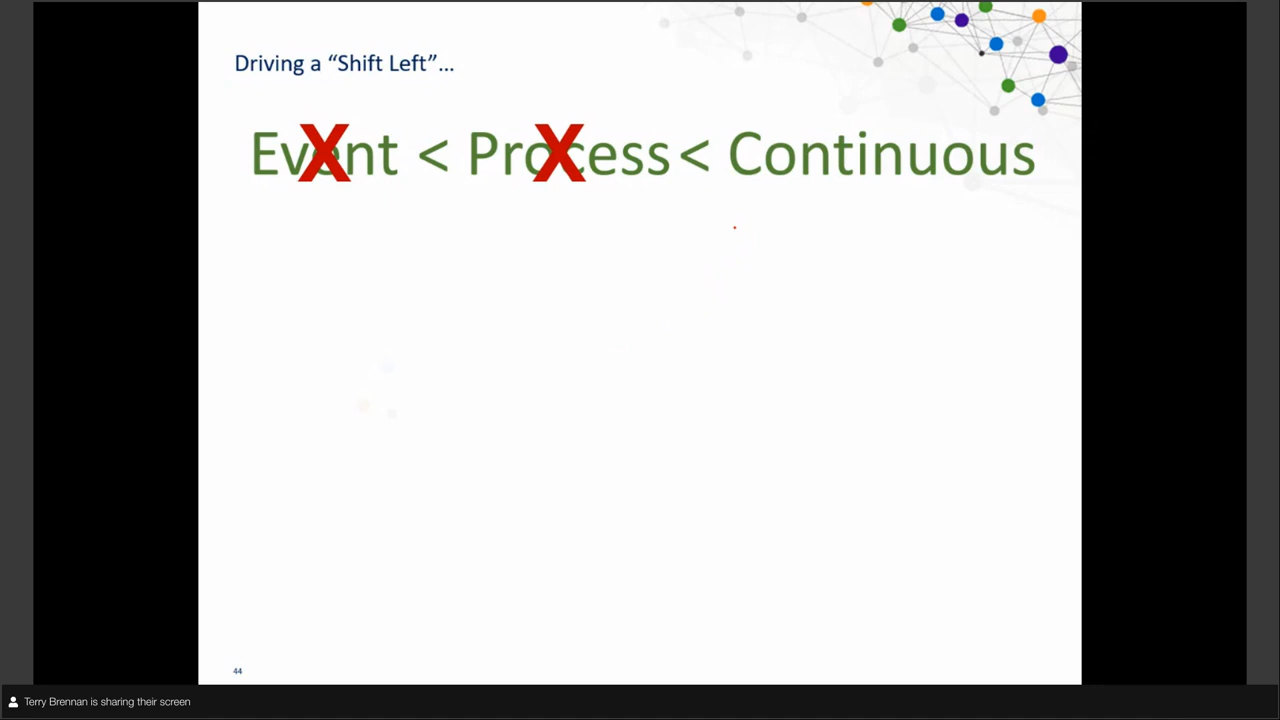 Driving a “Shift Left”...
Event < Process < Continuous
X X
44
Terry Brennan is sharing their screen